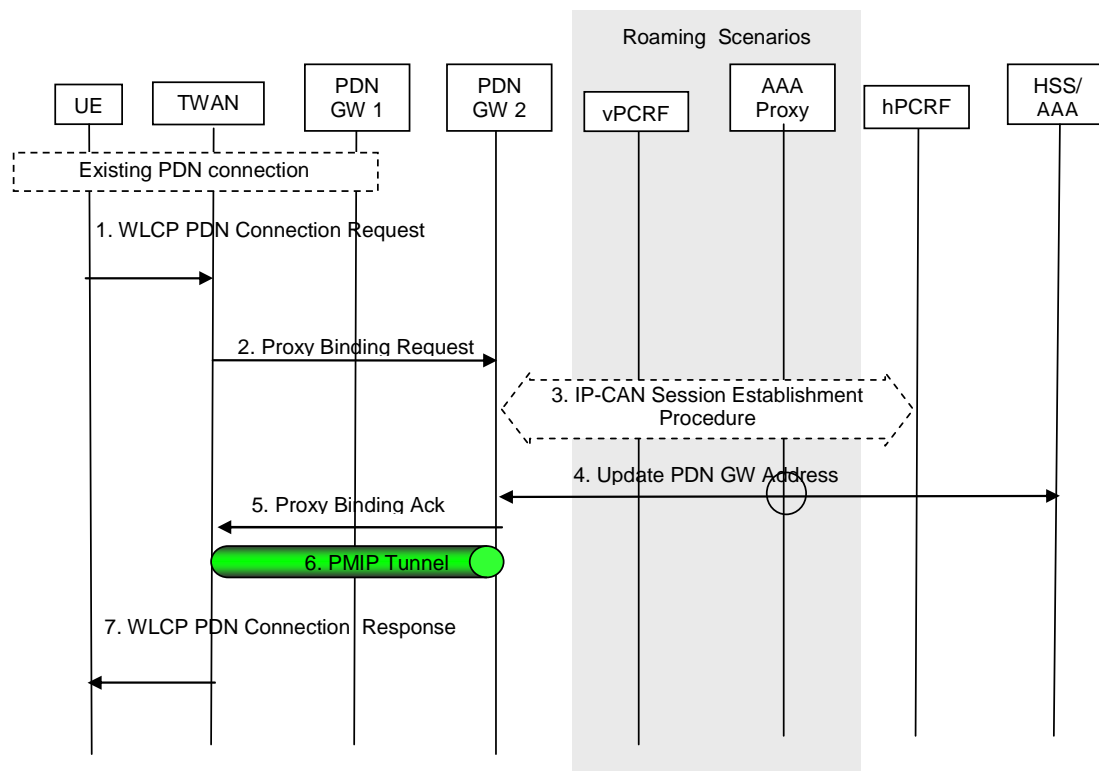 Roaming Scenarios
UE
TWAN
PDN
GW 1
PDN
GW 2
vPCRF
AAA
Proxy
hPCRF
HSS/
AAA
Existing PDN connection
1. WLCP PDN Connection Request
2. Proxy Binding Request
3. IP-CAN Session Establishment
Procedure
4. Update PDN GW Address
5. Proxy Binding Ack
6. PMIP Tunnel
7. WLCP PDN Connection Response